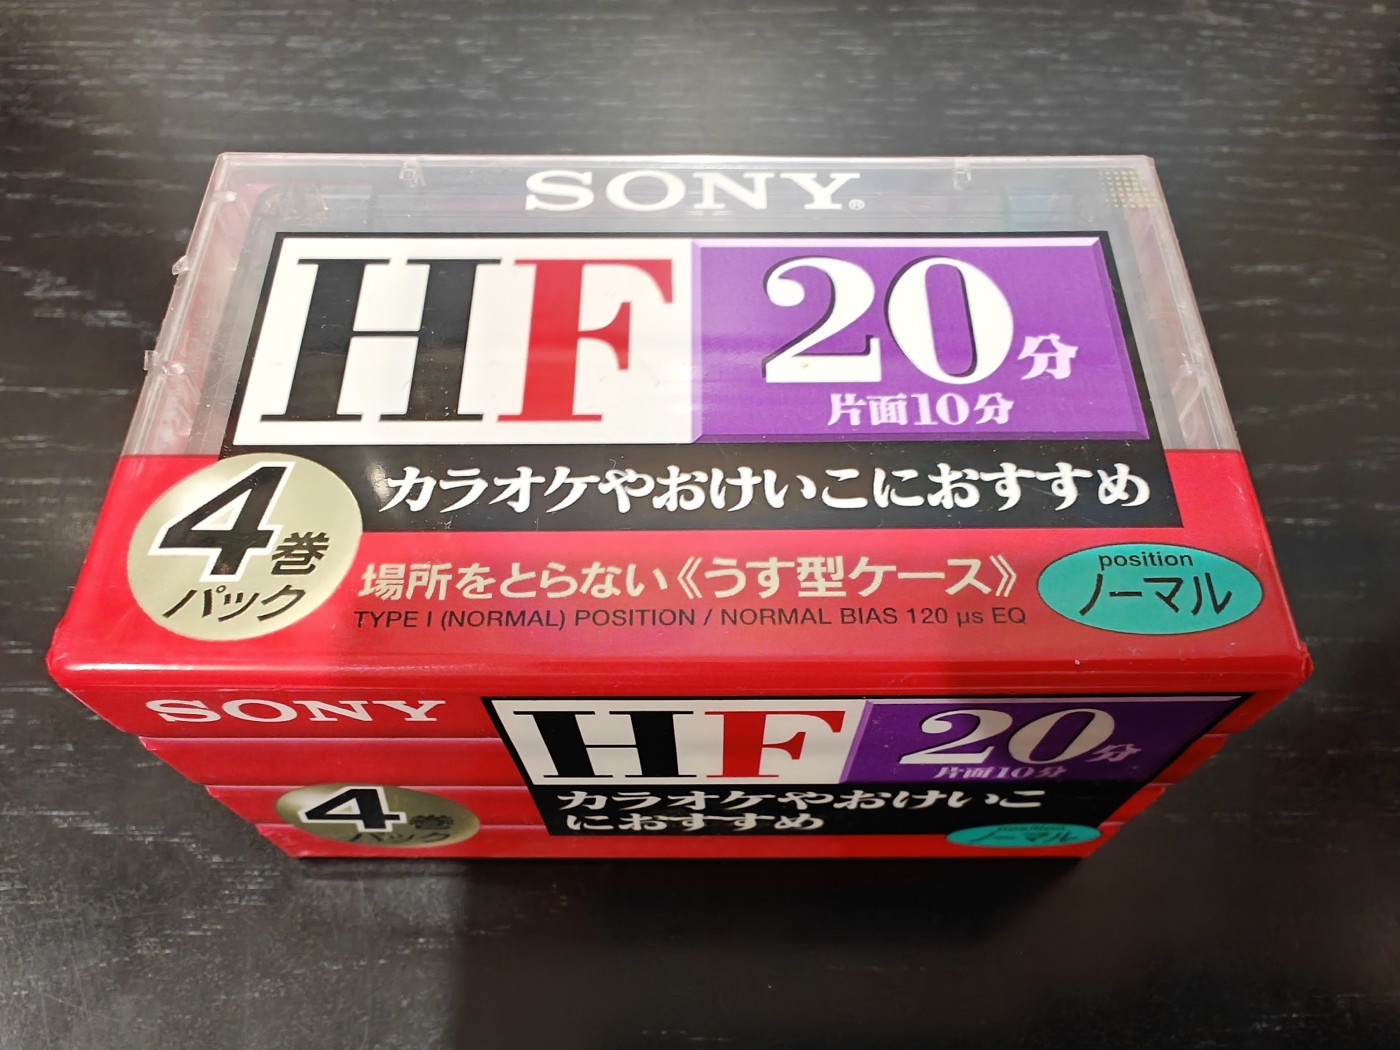 SONY®
HF 20分
片面10分
カラオケやおけいこにおすすめ
4巻
パック
場所をとらない《うす型ケース》
TYPE I (NORMAL) POSITION / NORMAL BIAS 120 µs EQ
position
ノーマル
SONY
HF 20分
片面10分
4巻
パック
カラオケやおけいこ
におすすめ
position
ノーマル